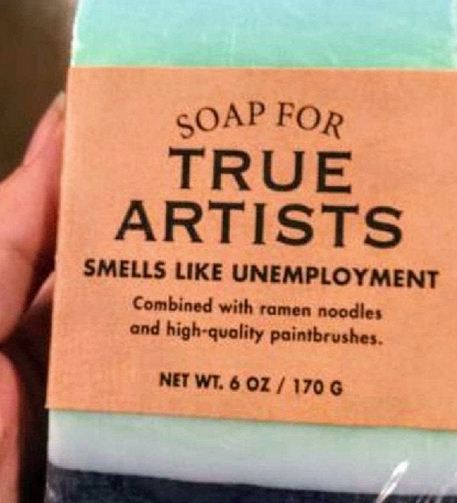 SOAP FOR
TRUE
ARTISTS
SMELLS LIKE UNEMPLOYMENT
Combined with ramen noodles
and high-quality paintbrushes.
NET WT. 6 OZ / 170 G